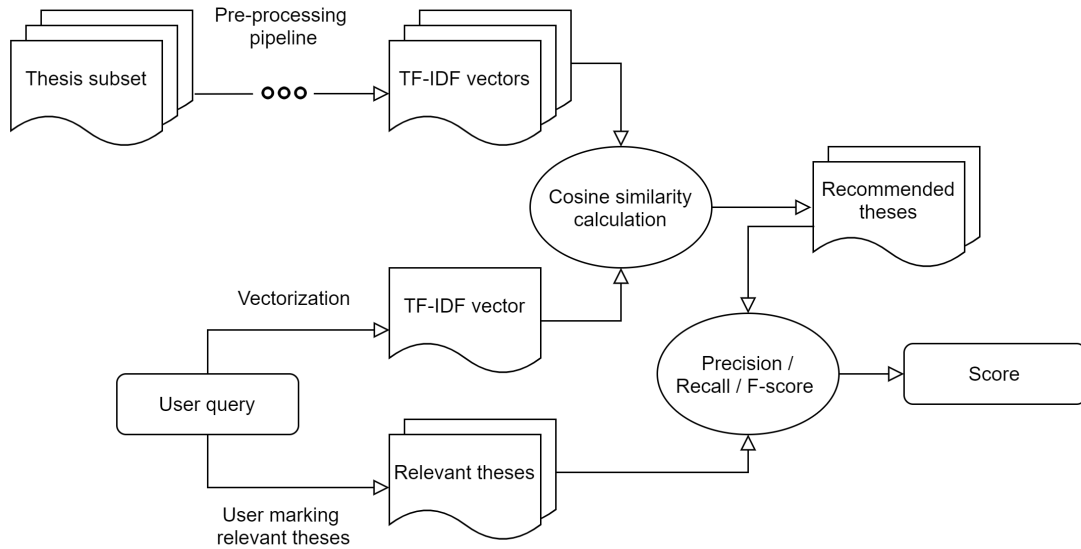 Pre-processing
pipeline
Thesis subset
TF-IDF vectors
Cosine similarity
calculation
Recommended
theses
Vectorization
TF-IDF vector
User query
Precision /
Recall / F-score
Score
Relevant theses
User marking
relevant theses